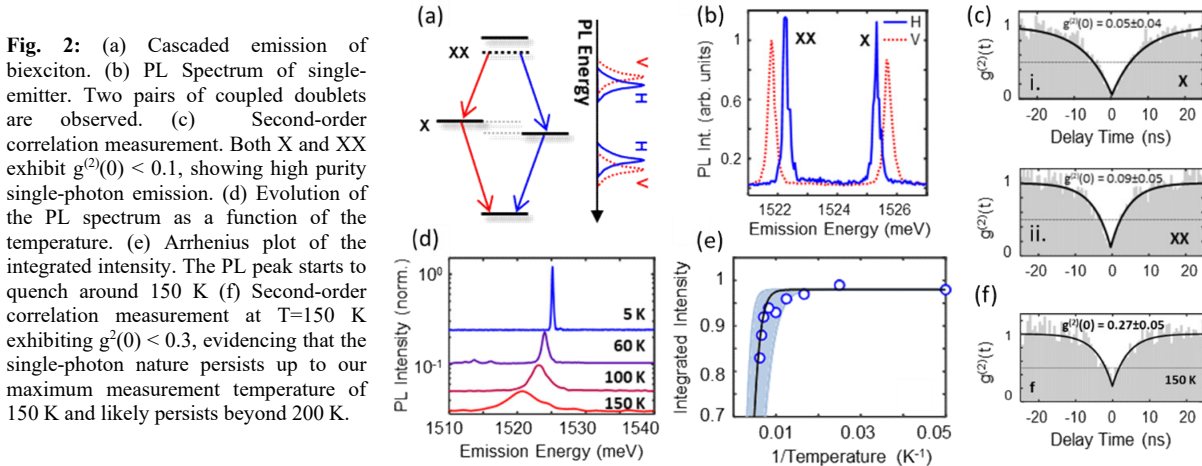 Fig. 2: (a) Cascaded emission of
biexciton. (b) PL Spectrum of single-
emitter. Two pairs of coupled doublets
are observed. (c) Second-order
correlation measurement. Both X and XX
exhibit g⁽²⁾(0) < 0.1, showing high purity
single-photon emission. (d) Evolution of
the PL spectrum as a function of the
temperature. (e) Arrhenius plot of the
integrated intensity. The PL peak starts to
quench around 150 K (f) Second-order
correlation measurement at T=150 K
exhibiting g²(0) < 0.3, evidencing that the
single-photon nature persists up to our
maximum measurement temperature of
150 K and likely persists beyond 200 K.
(a)
XX
X
PL Energy
V
H
H
V
(b)
H
V
XX
X
PL Int. (arb. units)
1.0
0.6
0.2
1522 1524 1526
Emission Energy (meV)
(c)
g⁽²⁾(0) = 0.05±0.04
g⁽²⁾(t)
1
0
i.
X
-20 -10 0 10 20
Delay Time (ns)
g⁽²⁾(0) = 0.09±0.05
g⁽²⁾(t)
1
0
ii.
XX
-20 -10 0 10 20
Delay Time (ns)
(d)
PL Intensity (norm.)
10⁰
10⁻¹
5 K
60 K
100 K
150 K
1510 1520 1530 1540
Emission Energy (meV)
(e)
Integrated Intensity
1
0.9
0.8
0.7
0.01 0.03 0.05
1/Temperature (K⁻¹)
(f)
g⁽²⁾(0) = 0.27±0.05
g⁽²⁾(t)
1
0
f
150 K
-20 -10 0 10 20
Delay Time (ns)